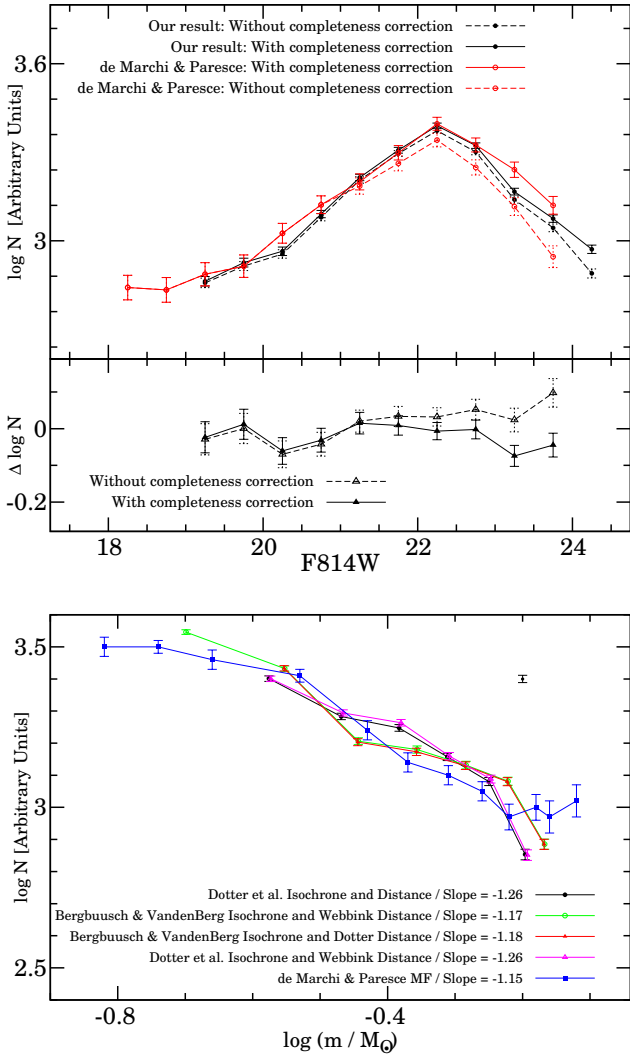 Our result: Without completeness correction
Our result: With completeness correction
de Marchi & Paresce: With completeness correction
de Marchi & Paresce: Without completeness correction
3.6
3
log N [Arbitrary Units]
0
-0.2
Δ log N
Without completeness correction
With completeness correction
18
20
22
24
F814W
3.5
3
2.5
log N [Arbitrary Units]
Dotter et al. Isochrone and Distance / Slope = -1.26
Bergbuusch & VandenBerg Isochrone and Webbink Distance / Slope = -1.17
Bergbuusch & VandenBerg Isochrone and Dotter Distance / Slope = -1.18
Dotter et al. Isochrone and Webbink Distance / Slope = -1.26
de Marchi & Paresce MF / Slope = -1.15
-0.8
-0.4
log (m / M⊙)